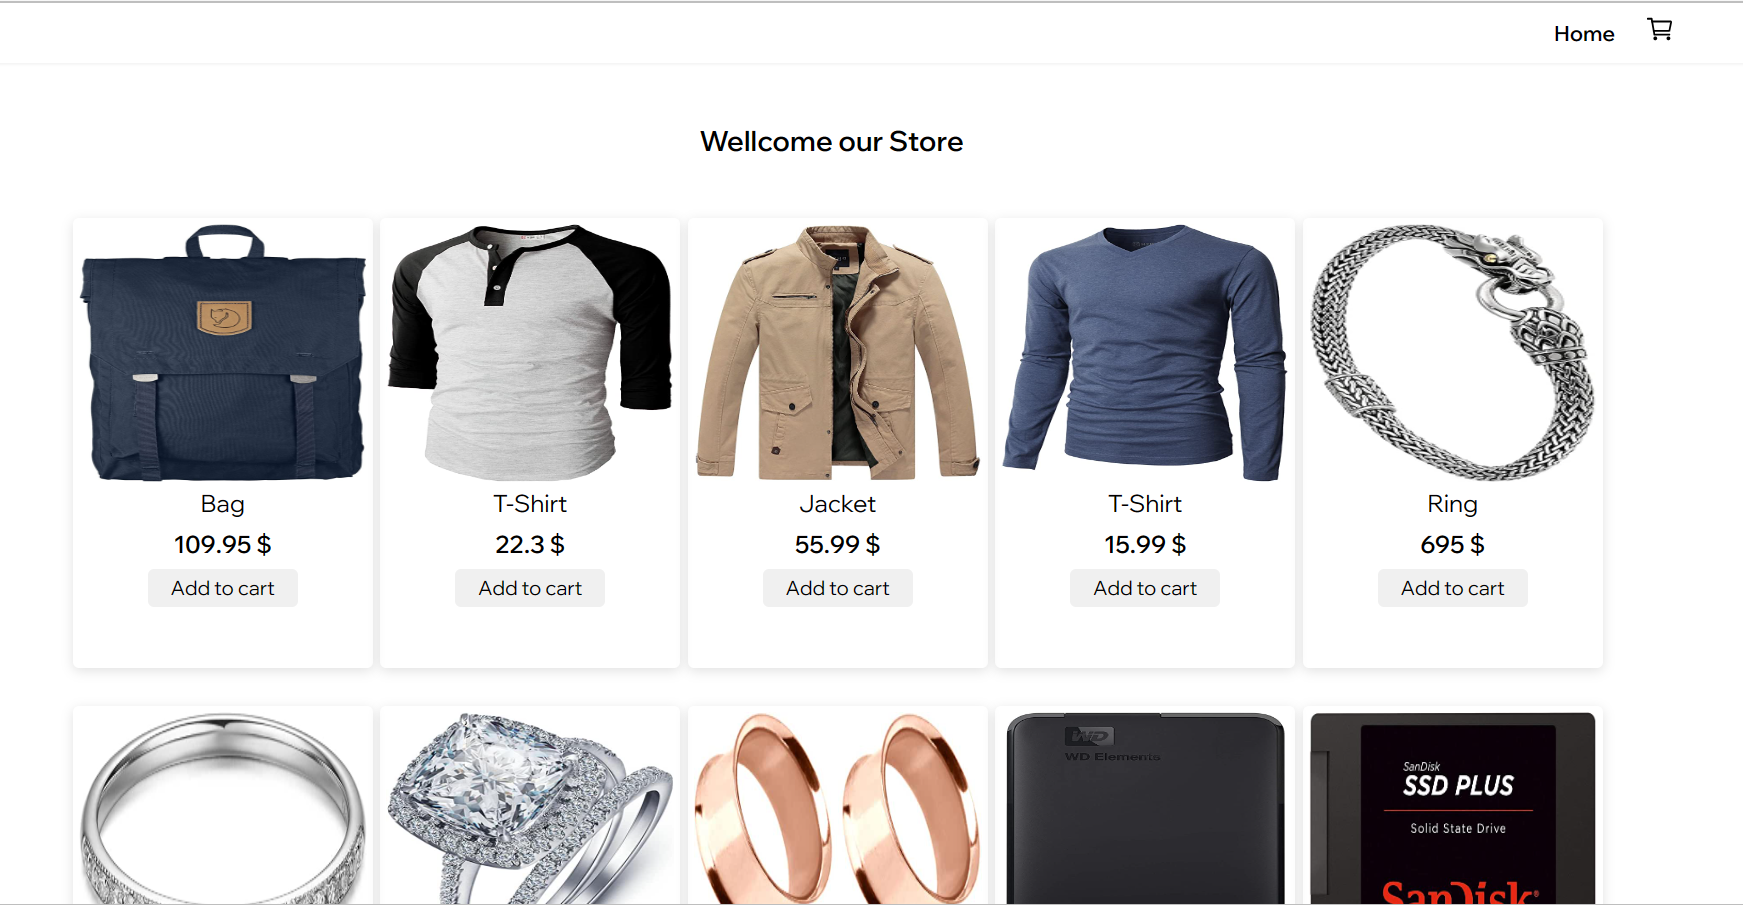 Home
Wellcome our Store
Bag
109.95 $
Add to cart
T-Shirt
22.3 $
Add to cart
Jacket
55.99 $
Add to cart
T-Shirt
15.99 $
Add to cart
Ring
695 $
Add to cart
WD
WD Elements
SanDisk
SSD PLUS
Solid State Drive
SanDisk